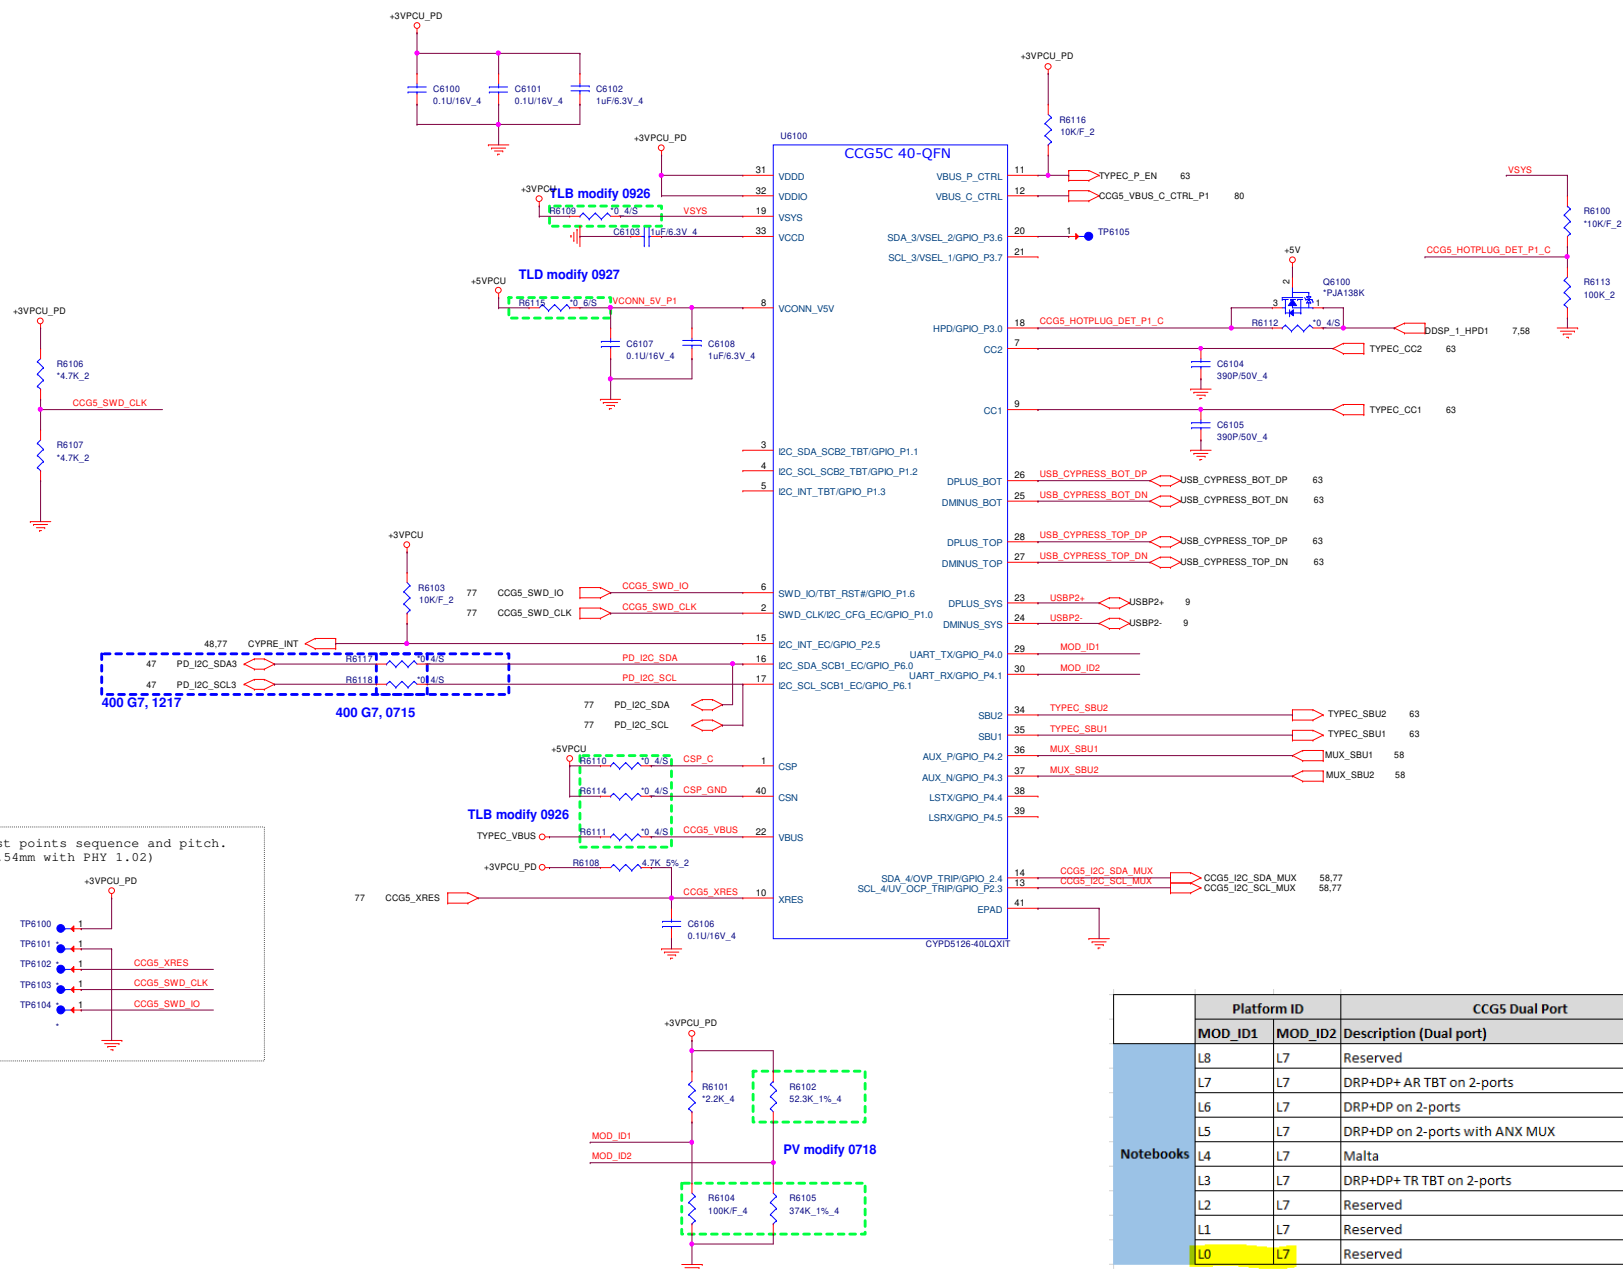 +3VPCU_PD
C6100
0.1U/16V_4
C6101
0.1U/16V_4
C6102
1uF/6.3V_4
+3VPCU_PD
R6116
10K/F_2
+3VPCU_PD
U6100
CCG5C 40-QFN
31 VDDD
32 VDDIO
+3VPCU
TLB modify 0926
R6109 *0_4/S VSYS 19 VSYS
C6103 1uF/6.3V_4 33 VCCD
VBUS_P_CTRL 11 TYPEC_P_EN 63
VBUS_C_CTRL 12 CCG5_VBUS_C_CTRL_P1 80
SDA_3/VSEL_2/GPIO_P3.6 20 1 TP6105
SCL_3/VSEL_1/GPIO_P3.7 21
VSYS
R6100
*10K/F_2
CCG5_HOTPLUG_DET_P1_C
R6113
100K_2
TLD modify 0927
+5VPCU
R6115 *0_6/S VCONN_5V_P1 8 VCONN_V5V
C6107
0.1U/16V_4
C6108
1uF/6.3V_4
+5V
Q6100
*PJA138K
2
3 1
HPD/GPIO_P3.0 18 CCG5_HOTPLUG_DET_P1_C R6112 *0_4/S DDSP_1_HPD1 7,58
CC2 7 TYPEC_CC2 63
C6104
390P/50V_4
CC1 9 TYPEC_CC1 63
C6105
390P/50V_4
+3VPCU_PD
R6106
*4.7K_2
CCG5_SWD_CLK
R6107
*4.7K_2
3 I2C_SDA_SCB2_TBT/GPIO_P1.1
4 I2C_SCL_SCB2_TBT/GPIO_P1.2
5 I2C_INT_TBT/GPIO_P1.3
DPLUS_BOT 26 USB_CYPRESS_BOT_DP USB_CYPRESS_BOT_DP 63
DMINUS_BOT 25 USB_CYPRESS_BOT_DN USB_CYPRESS_BOT_DN 63
DPLUS_TOP 28 USB_CYPRESS_TOP_DP USB_CYPRESS_TOP_DP 63
DMINUS_TOP 27 USB_CYPRESS_TOP_DN USB_CYPRESS_TOP_DN 63
+3VPCU
R6103
10K/F_2
77 CCG5_SWD_IO CCG5_SWD_IO 6 SWD_IO/TBT_RST#/GPIO_P1.6
77 CCG5_SWD_CLK CCG5_SWD_CLK 2 SWD_CLK/I2C_CFG_EC/GPIO_P1.0
48,77 CYPRE_INT 15 I2C_INT_EC/GPIO_P2.5
47 PD_I2C_SDA3 R6117 *0_4/S PD_I2C_SDA 16 I2C_SDA_SCB1_EC/GPIO_P6.0
47 PD_I2C_SCL3 R6118 *0_4/S PD_I2C_SCL 17 I2C_SCL_SCB1_EC/GPIO_P6.1
400 G7, 1217
400 G7, 0715
77 PD_I2C_SDA
77 PD_I2C_SCL
DPLUS_SYS 23 USBP2+ USBP2+ 9
DMINUS_SYS 24 USBP2- USBP2- 9
UART_TX/GPIO_P4.0 29 MOD_ID1
UART_RX/GPIO_P4.1 30 MOD_ID2
SBU2 34 TYPEC_SBU2 TYPEC_SBU2 63
SBU1 35 TYPEC_SBU1 TYPEC_SBU1 63
AUX_P/GPIO_P4.2 36 MUX_SBU1 MUX_SBU1 58
AUX_N/GPIO_P4.3 37 MUX_SBU2 MUX_SBU2 58
LSTX/GPIO_P4.4 38
LSRX/GPIO_P4.5 39
+5VPCU
R6110 *0_4/S CSP_C 1 CSP
R6114 *0_4/S CSP_GND 40 CSN
TLB modify 0926
TYPEC_VBUS R6111 *0_4/S CCG5_VBUS 22 VBUS
+3VPCU_PD R6108 4.7K_5%_2
77 CCG5_XRES CCG5_XRES 10 XRES
C6106
0.1U/16V_4
SDA_4/OVP_TRIP/GPIO_2.4 14 CCG5_I2C_SDA_MUX CCG5_I2C_SDA_MUX 58,77
SCL_4/UV_OCP_TRIP/GPIO_P2.3 13 CCG5_I2C_SCL_MUX CCG5_I2C_SCL_MUX 58,77
EPAD 41
CYPD5126-40LQXIT
st points sequence and pitch.
54mm with PHY 1.02)
+3VPCU_PD
TP6100 1
TP6101 1
TP6102 1 CCG5_XRES
TP6103 1 CCG5_SWD_CLK
TP6104 1 CCG5_SWD_IO
+3VPCU_PD
R6101
*2.2K_4
R6102
52.3K_1%_4
MOD_ID1
MOD_ID2
PV modify 0718
R6104
100K/F_4
R6105
374K_1%_4
Platform ID CCG5 Dual Port
MOD_ID1 MOD_ID2 Description (Dual port)
Notebooks
L8 L7 Reserved
L7 L7 DRP+DP+ AR TBT on 2-ports
L6 L7 DRP+DP on 2-ports
L5 L7 DRP+DP on 2-ports with ANX MUX
L4 L7 Malta
L3 L7 DRP+DP+ TR TBT on 2-ports
L2 L7 Reserved
L1 L7 Reserved
L0 L7 Reserved